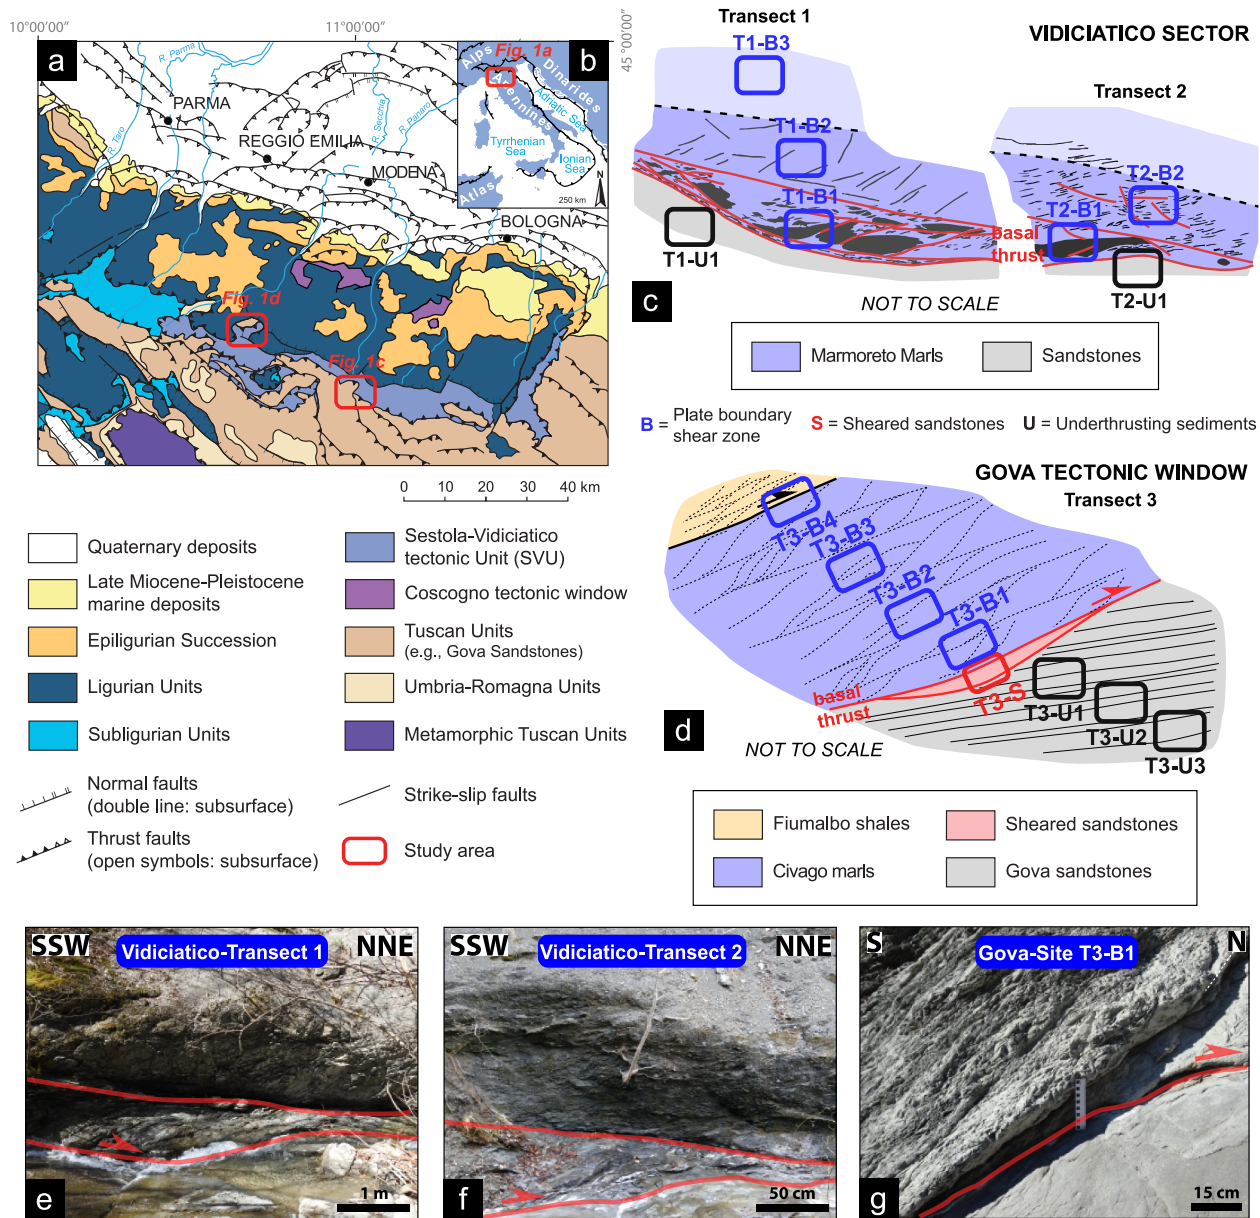 10°00'00"
11°00'00"
45°00'00"
a
R. Parma
PARMA
R. Taro
REGGIO EMILIA
R. Secchia
R. Panaro
MODENA
BOLOGNA
Fig. 1d
Fig. 1c
Fig. 1a
b
Alps
Apennines
Dinarides
Adriatic Sea
Tyrrhenian
Sea
Ionian
Sea
Atlas
N
250 km
0 10 20 30 40 km
Quaternary deposits
Late Miocene-Pleistocene
marine deposits
Epiligurian Succession
Ligurian Units
Subligurian Units
Normal faults
(double line: subsurface)
Thrust faults
(open symbols: subsurface)
Sestola-Vidiciatico
tectonic Unit (SVU)
Coscogno tectonic window
Tuscan Units
(e.g., Gova Sandstones)
Umbria-Romagna Units
Metamorphic Tuscan Units
Strike-slip faults
Study area
Transect 1
VIDICIATICO SECTOR
T1-B3
Transect 2
T1-B2
T2-B2
T1-B1
T2-B1
basal
thrust
T1-U1
T2-U1
c
NOT TO SCALE
Marmoreto Marls
Sandstones
B = Plate boundary
shear zone
S = Sheared sandstones
U = Underthrusting sediments
GOVA TECTONIC WINDOW
Transect 3
T3-B4
T3-B3
T3-B2
T3-B1
basal
thrust
T3-S
T3-U1
T3-U2
T3-U3
d
NOT TO SCALE
Fiumalbo shales
Sheared sandstones
Civago marls
Gova sandstones
SSW
Vidiciatico-Transect 1
NNE
e
1 m
SSW
Vidiciatico-Transect 2
NNE
f
50 cm
S
Gova-Site T3-B1
N
g
15 cm